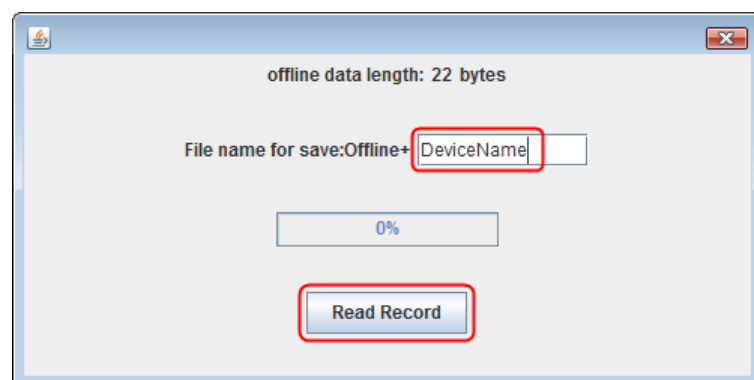 offline data length: 22 bytes
File name for save:Offline+ DeviceName
0%
Read Record